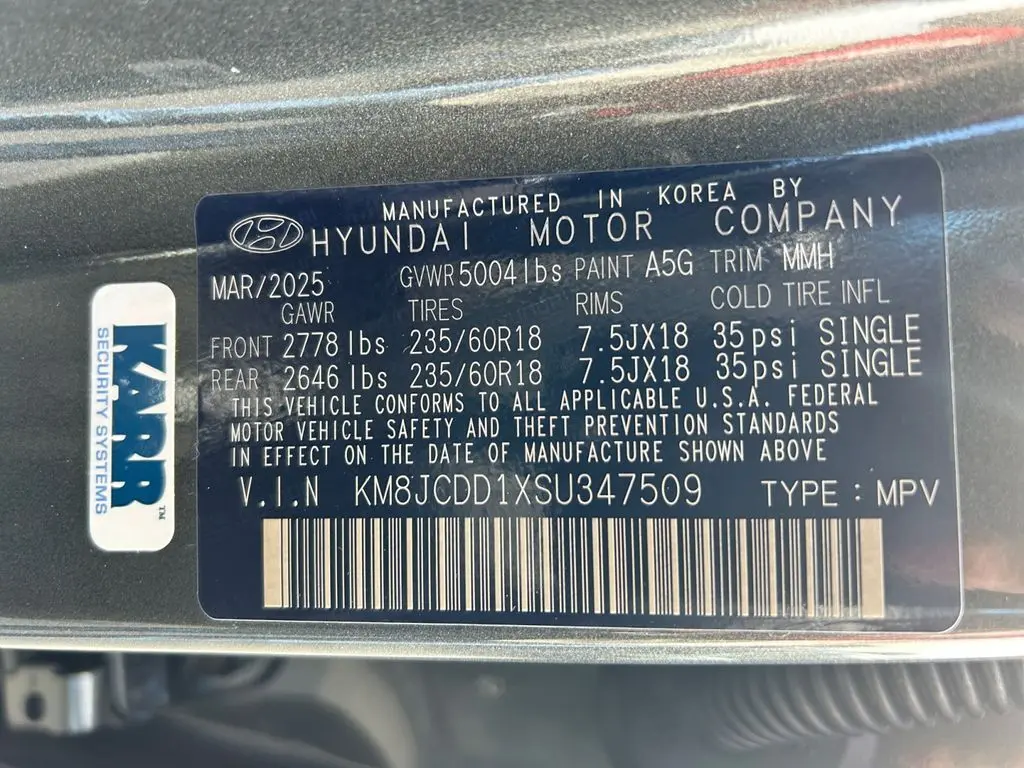 MANUFACTURED IN KOREA BY
HYUNDAI MOTOR COMPANY
MAR/2025 GVWR 5004 lbs PAINT A5G TRIM MMH
GAWR TIRES RIMS COLD TIRE INFL
FRONT 2778 lbs 235/60R18 7.5JX18 35psi SINGLE
REAR 2646 lbs 235/60R18 7.5JX18 35psi SINGLE
THIS VEHICLE CONFORMS TO ALL APPLICABLE U.S.A. FEDERAL
MOTOR VEHICLE SAFETY AND THEFT PREVENTION STANDARDS
IN EFFECT ON THE DATE OF MANUFACTURE SHOWN ABOVE
V.I.N KM8JCDD1XSU347509 TYPE : MPV
KARR™
SECURITY SYSTEMS